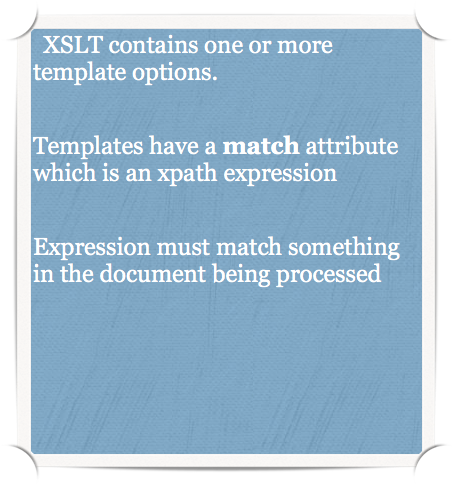 XSLT contains one or more
template options.
Templates have a match attribute
which is an xpath expression
Expression must match something
in the document being processed